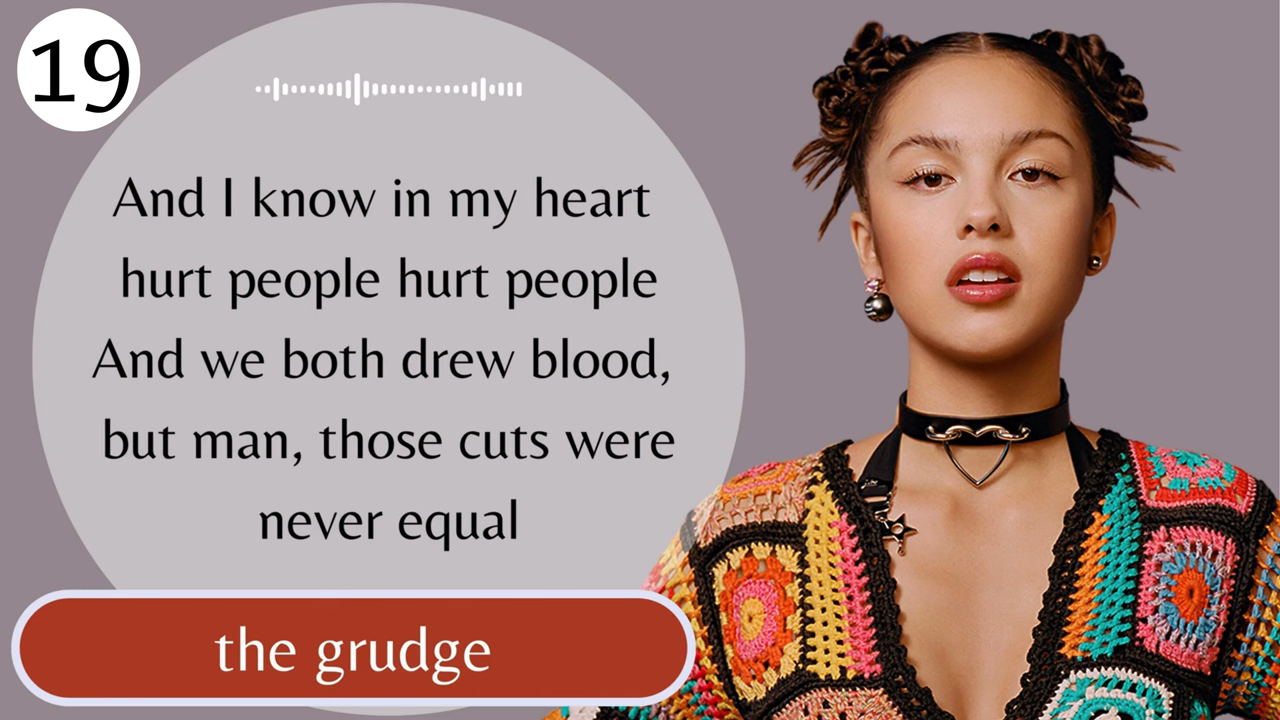 19
And I know in my heart
hurt people hurt people
And we both drew blood,
but man, those cuts were
never equal
the grudge